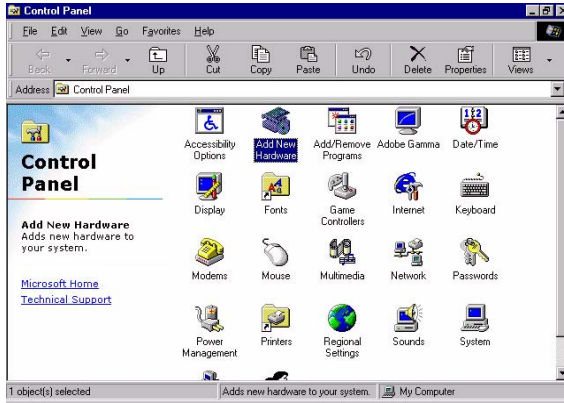 Control Panel
File Edit View Go Favorites Help
Back Forward Up Cut Copy Paste Undo Delete Properties Views
Address Control Panel
Control
Panel
Add New Hardware
Adds new hardware to
your system.
Microsoft Home
Technical Support
Accessibility
Options
Add New
Hardware
Add/Remove
Programs
Adobe Gamma
Date/Time
Display
Fonts
Game
Controllers
Internet
Keyboard
Modems
Mouse
Multimedia
Network
Passwords
Power
Management
Printers
Regional
Settings
Sounds
System
1 object(s) selected
Adds new hardware to your system.
My Computer